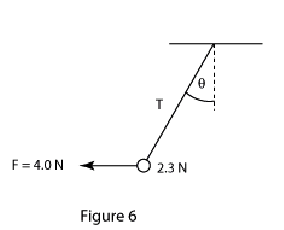 θ
T
F = 4.0 N
2.3 N
Figure 6